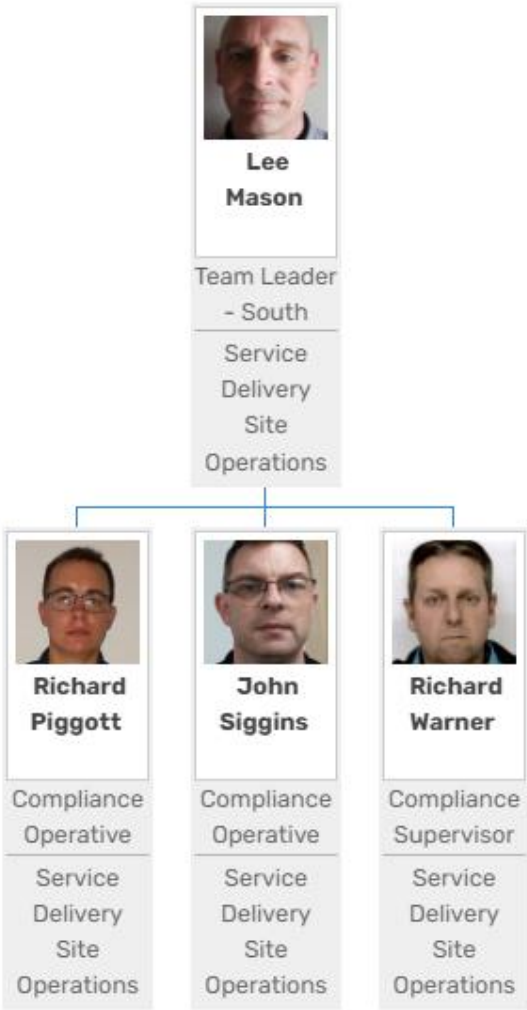 Lee
Mason
Team Leader
- South
Service
Delivery
Site
Operations
Richard
Piggott
Compliance
Operative
Service
Delivery
Site
Operations
John
Siggins
Compliance
Operative
Service
Delivery
Site
Operations
Richard
Warner
Compliance
Supervisor
Service
Delivery
Site
Operations